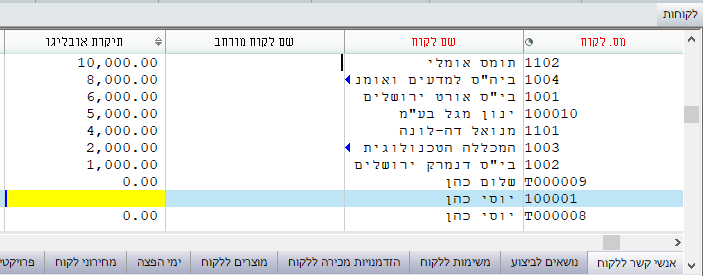 לקוחות
מס. לקוח שם לקוח שם לקוח מורחב תיקרת אובליגו
1102 תומס אומלי 10,000.00
1004 ביה"ס למדעים ואומנ 8,000.00
1001 בי"ס אורט ירושלים 6,000.00
100010 ינון מגל בע"מ 5,000.00
1101 מנואל דה-לונה 4,000.00
1003 המכללה הטכנולוגית 2,000.00
1002 בי"ס דנמרק ירושלים 1,000.00
T000009 שלום כהן 0.00
100001 יוסי כהן
T000008 יוסי כהן 0.00
אנשי קשר ללקוח נושאים לביצוע משימות ללקוח הזדמנויות מכירה ללקוח מוצרים ללקוח ימי הפצה מחירוני לקוח פרויקטי